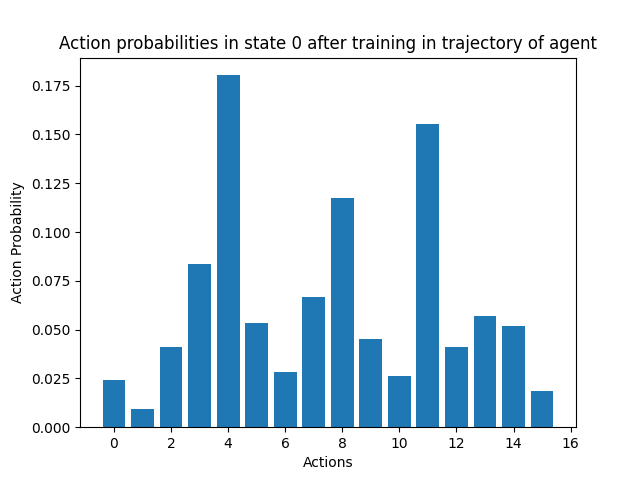 Action probabilities in state 0 after training in trajectory of agent
0.175
0.150
0.125
0.100
0.075
0.050
0.025
0.000
Action Probability
0 2 4 6 8 10 12 14 16
Actions